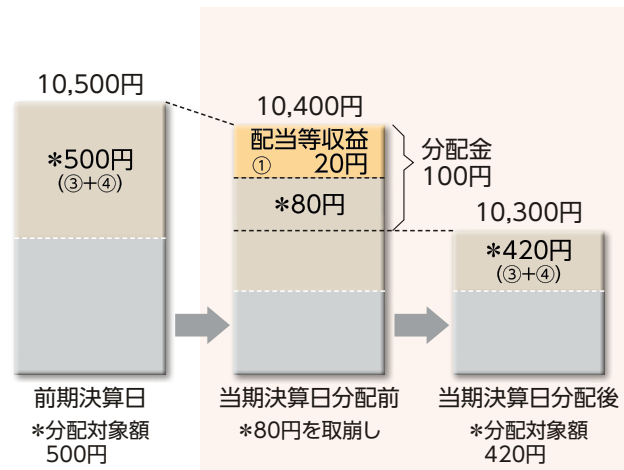 10,500円
*500円
(③+④)
前期決算日
*分配対象額
500円
10,400円
配当等収益
① 20円
*80円
分配金
100円
当期決算日分配前
*80円を取崩し
10,300円
*420円
(③+④)
当期決算日分配後
*分配対象額
420円